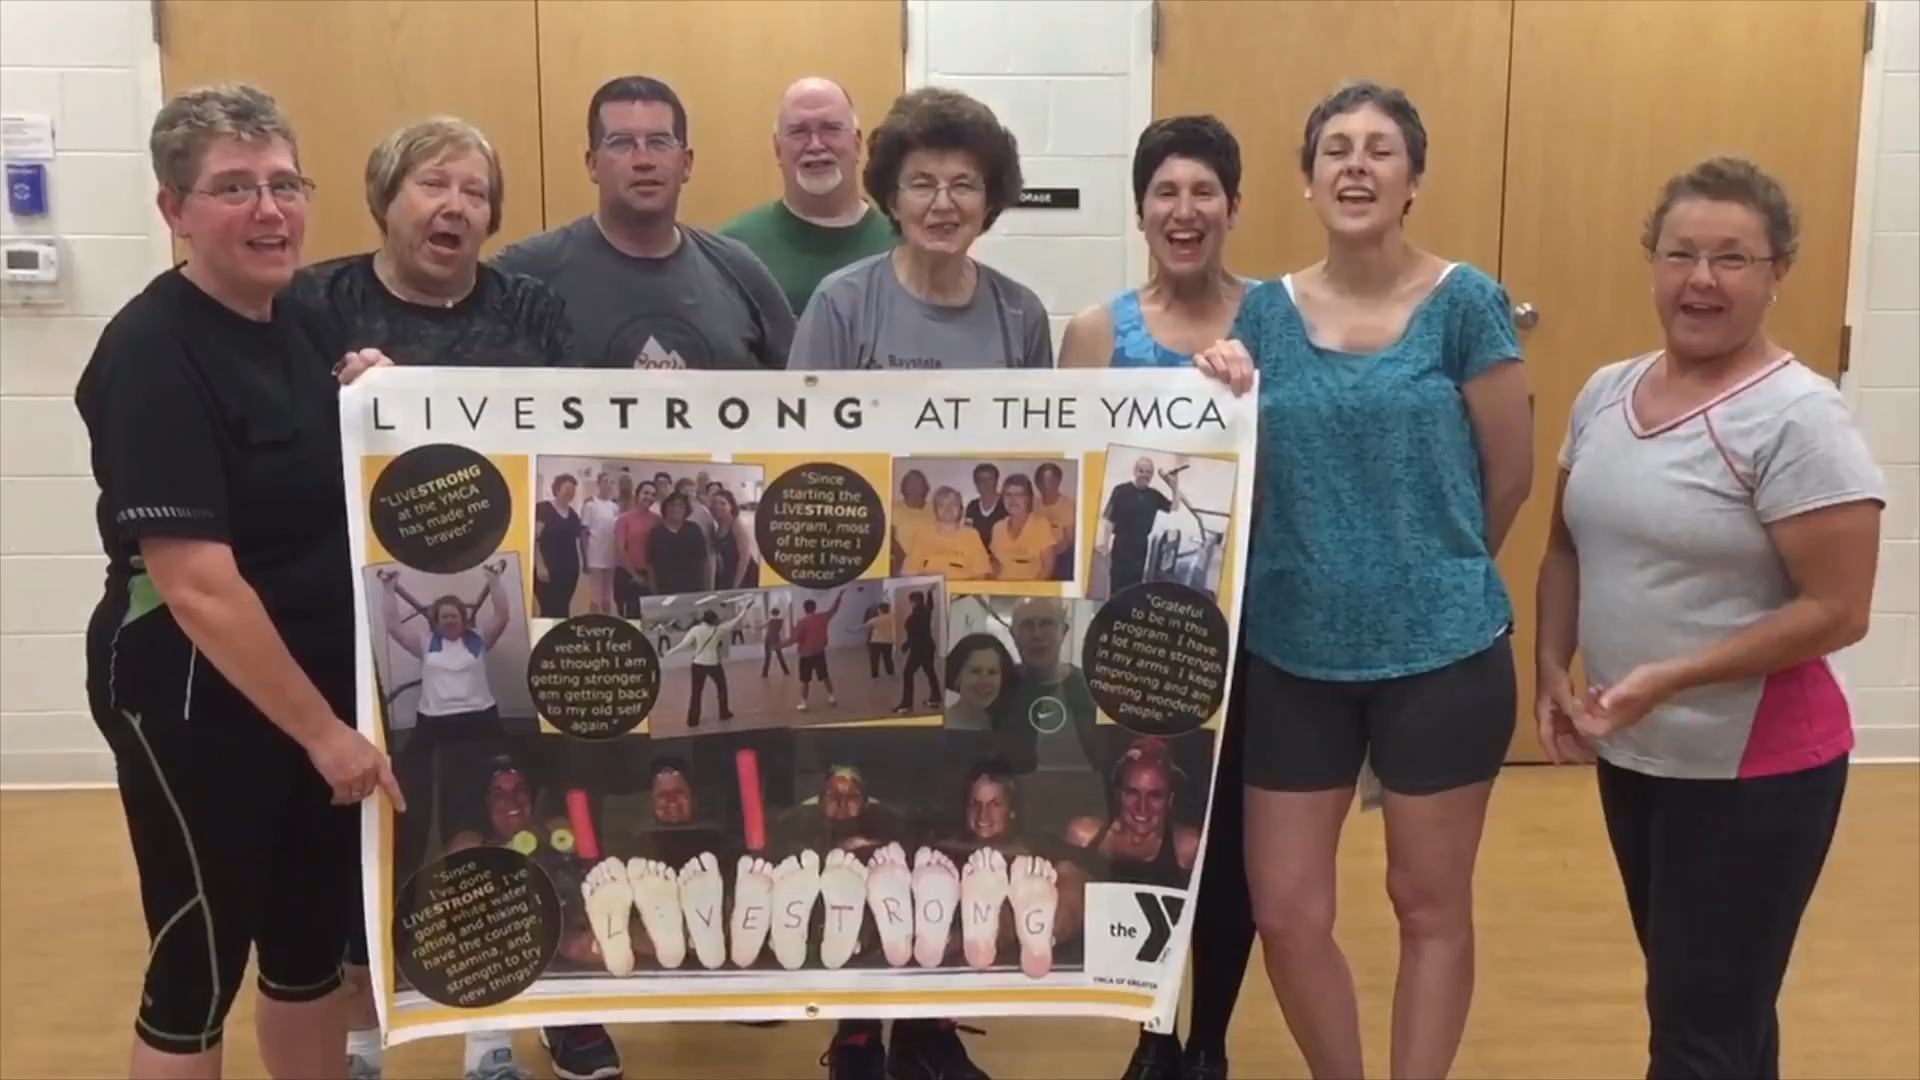 ORAGE
Baystate
LIVESTRONG® AT THE YMCA
"LIVESTRONG
at the YMCA
has made me
braver."
"Since
starting the
LIVESTRONG
program, most
of the time I
forget I have
cancer."
"Every
week I feel
as though I am
getting stronger. I
am getting back
to my old self
again."
"Grateful
to be in this
program. I have
a lot more strength
in my arms. I keep
improving and am
meeting wonderful
people."
"Since
I've done
LIVESTRONG, I've
gone white water
rafting and hiking. I
have the courage,
stamina, and
strength to try
new things!"
LIVESTRONG
the Y
YMCA OF GREATER